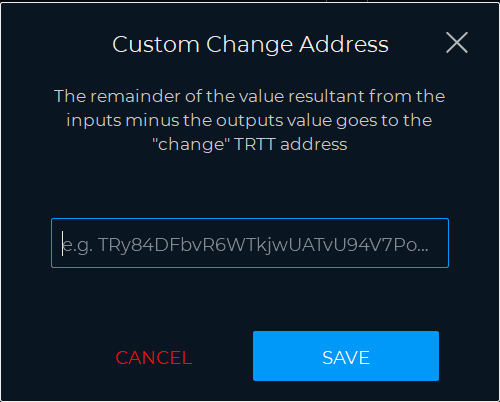 Custom Change Address
The remainder of the value resultant from the
inputs minus the outputs value goes to the
"change" TRTT address
e.g. TRy84DFbvR6WTkjwUATvU94V7Po...
CANCEL
SAVE